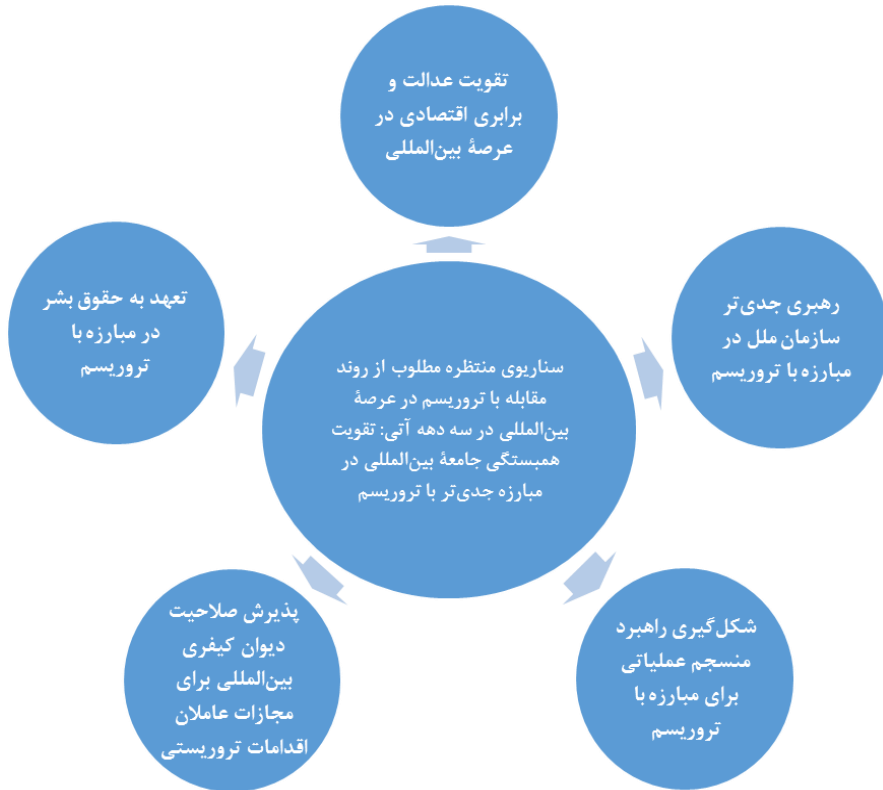 تقویت عدالت و
برابری اقتصادی در
عرصۀ بین‌المللی
رهبری جدی‌تر
سازمان ملل در
مبارزه با تروریسم
تعهد به حقوق بشر
در مبارزه با
تروریسم
سناریوی منتظره مطلوب از روند
مقابله با تروریسم در عرصۀ
بین‌المللی در سه دهه آتی: تقویت
همبستگی جامعۀ بین‌المللی در
مبارزه جدی‌تر با تروریسم
شکل‌گیری راهبرد
منسجم عملیاتی
برای مبارزه با
تروریسم
پذیرش صلاحیت
دیوان کیفری
بین‌المللی برای
مجازات عاملان
اقدامات تروریستی